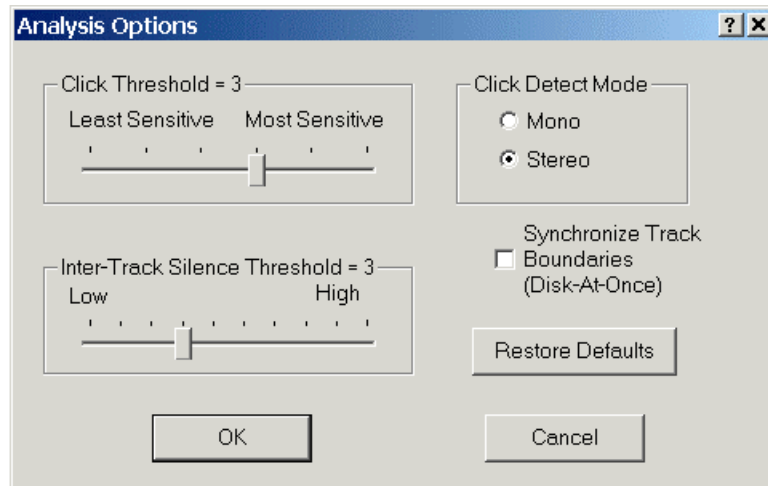 Analysis Options
Click Threshold = 3
Least Sensitive Most Sensitive
Click Detect Mode
Mono
Stereo
Synchronize Track
Boundaries
(Disk-At-Once)
Inter-Track Silence Threshold = 3
Low High
Restore Defaults
OK
Cancel